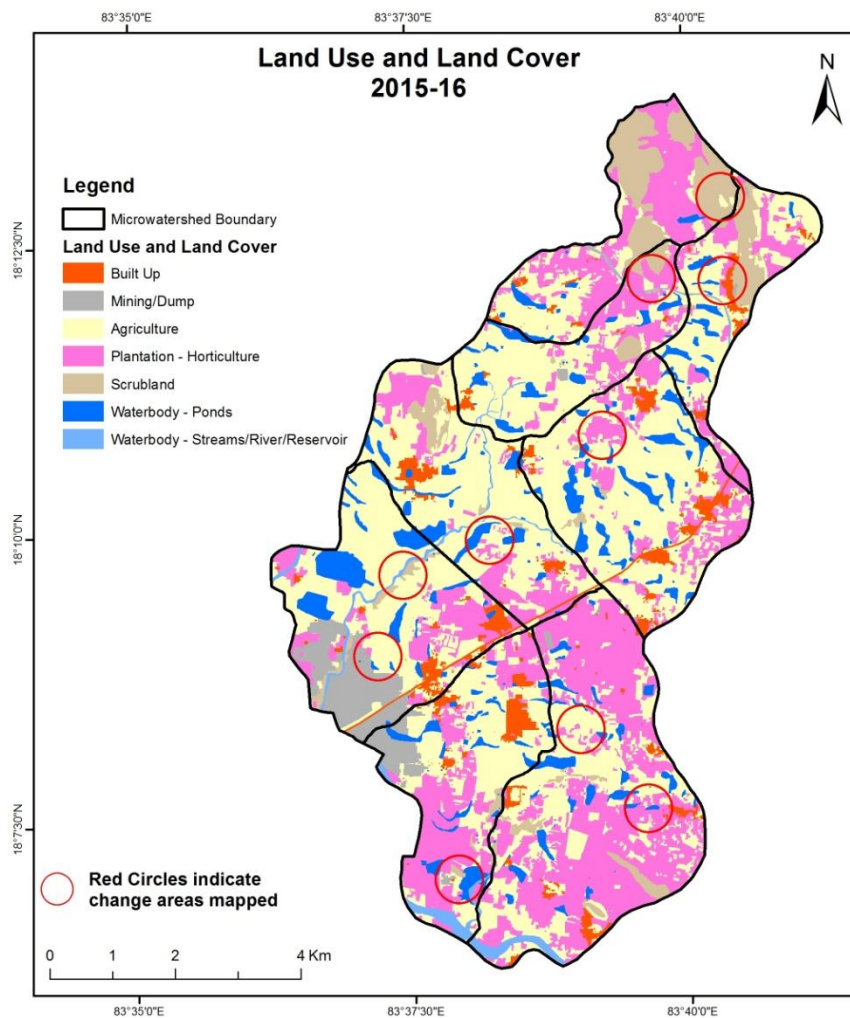 83°35'0"E
83°37'30"E
83°40'0"E
Land Use and Land Cover
2015-16
N
Legend
Microwatershed Boundary
Land Use and Land Cover
Built Up
Mining/Dump
Agriculture
Plantation - Horticulture
Scrubland
Waterbody - Ponds
Waterbody - Streams/River/Reservoir
18°12'30"N
18°10'0"N
18°7'30"N
Red Circles indicate
change areas mapped
0 1 2 4 Km
83°35'0"E
83°37'30"E
83°40'0"E